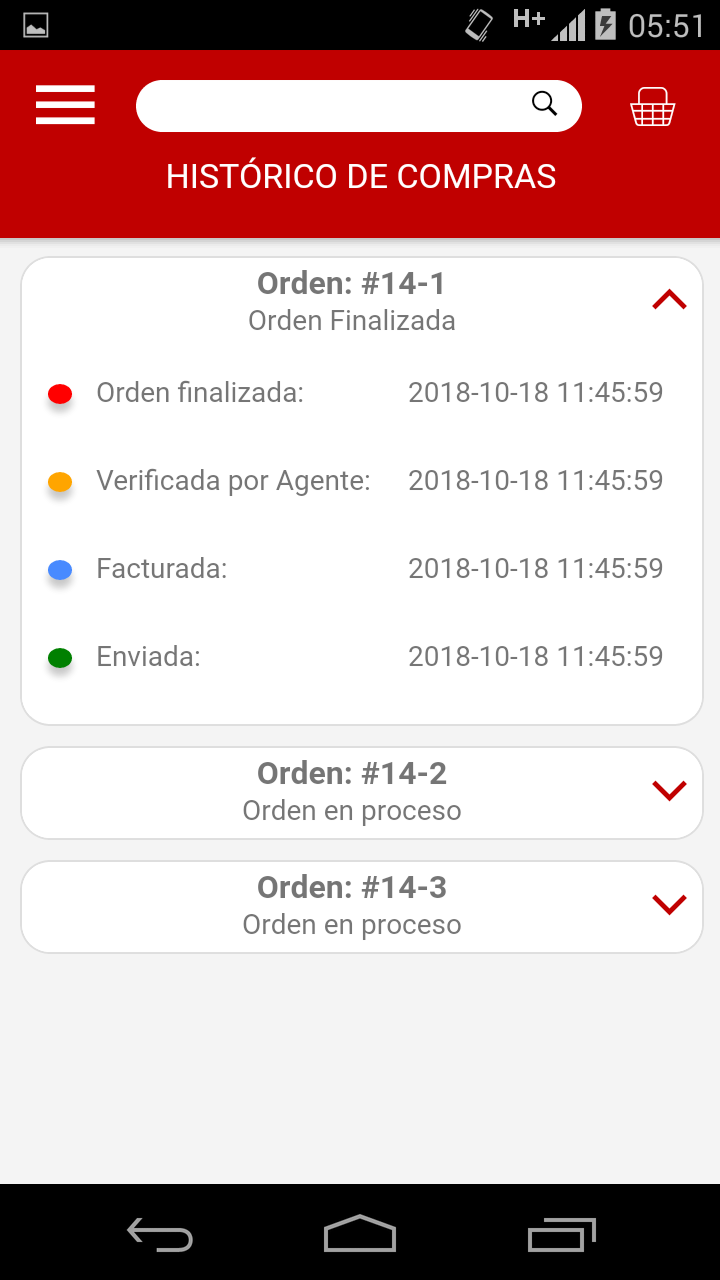 H+ 05:51
HISTÓRICO DE COMPRAS
Orden: #14-1
Orden Finalizada
Orden finalizada: 2018-10-18 11:45:59
Verificada por Agente: 2018-10-18 11:45:59
Facturada: 2018-10-18 11:45:59
Enviada: 2018-10-18 11:45:59
Orden: #14-2
Orden en proceso
Orden: #14-3
Orden en proceso